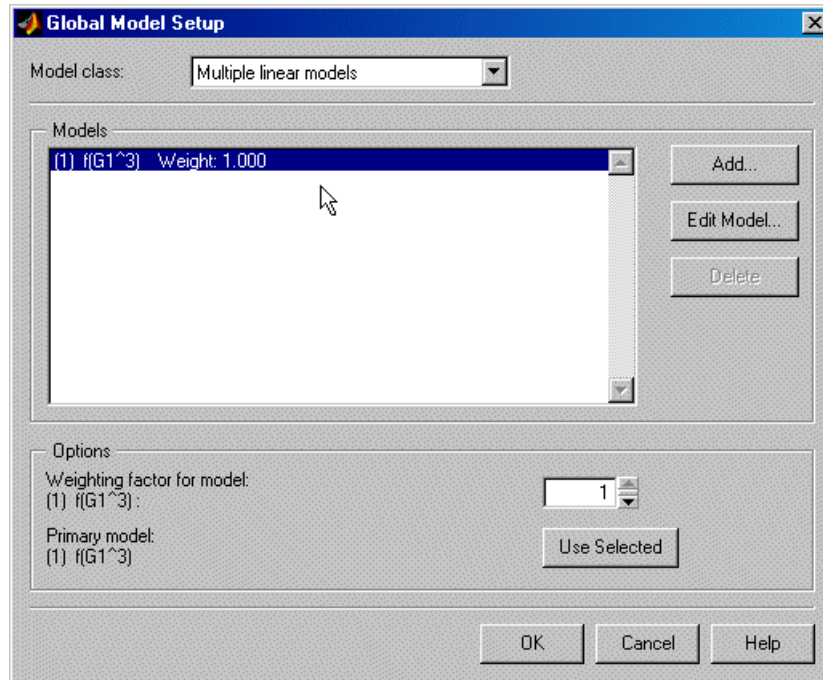 Global Model Setup
Model class: Multiple linear models
Models
(1) f(G1^3) Weight: 1.000
Add...
Edit Model...
Delete
Options
Weighting factor for model:
(1) f(G1^3) :
1
Primary model:
(1) f(G1^3)
Use Selected
OK Cancel Help